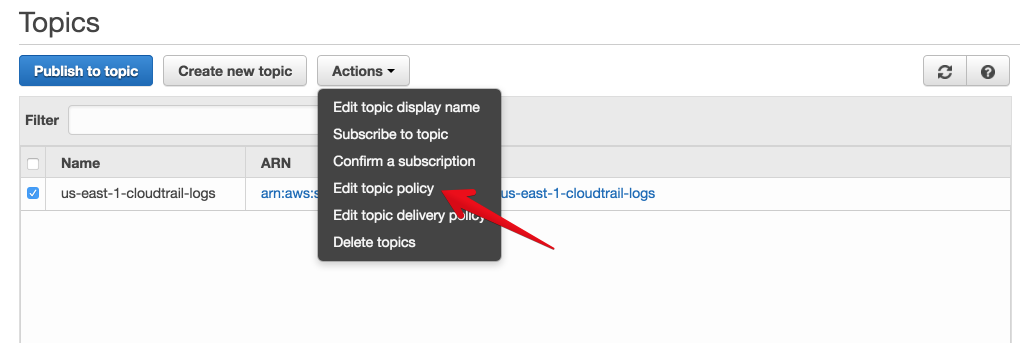 Topics
Publish to topic Create new topic Actions
Filter
Edit topic display name
Subscribe to topic
Confirm a subscription
Edit topic policy
Edit topic delivery policy
Delete topics
Name ARN
us-east-1-cloudtrail-logs arn:aws:s us-east-1-cloudtrail-logs